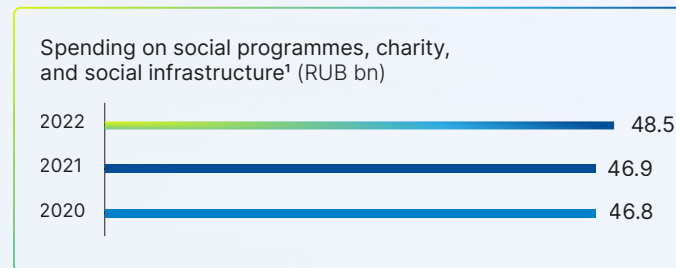 Spending on social programmes, charity,
and social infrastructure¹ (RUB bn)
2022 48.5
2021 46.9
2020 46.8